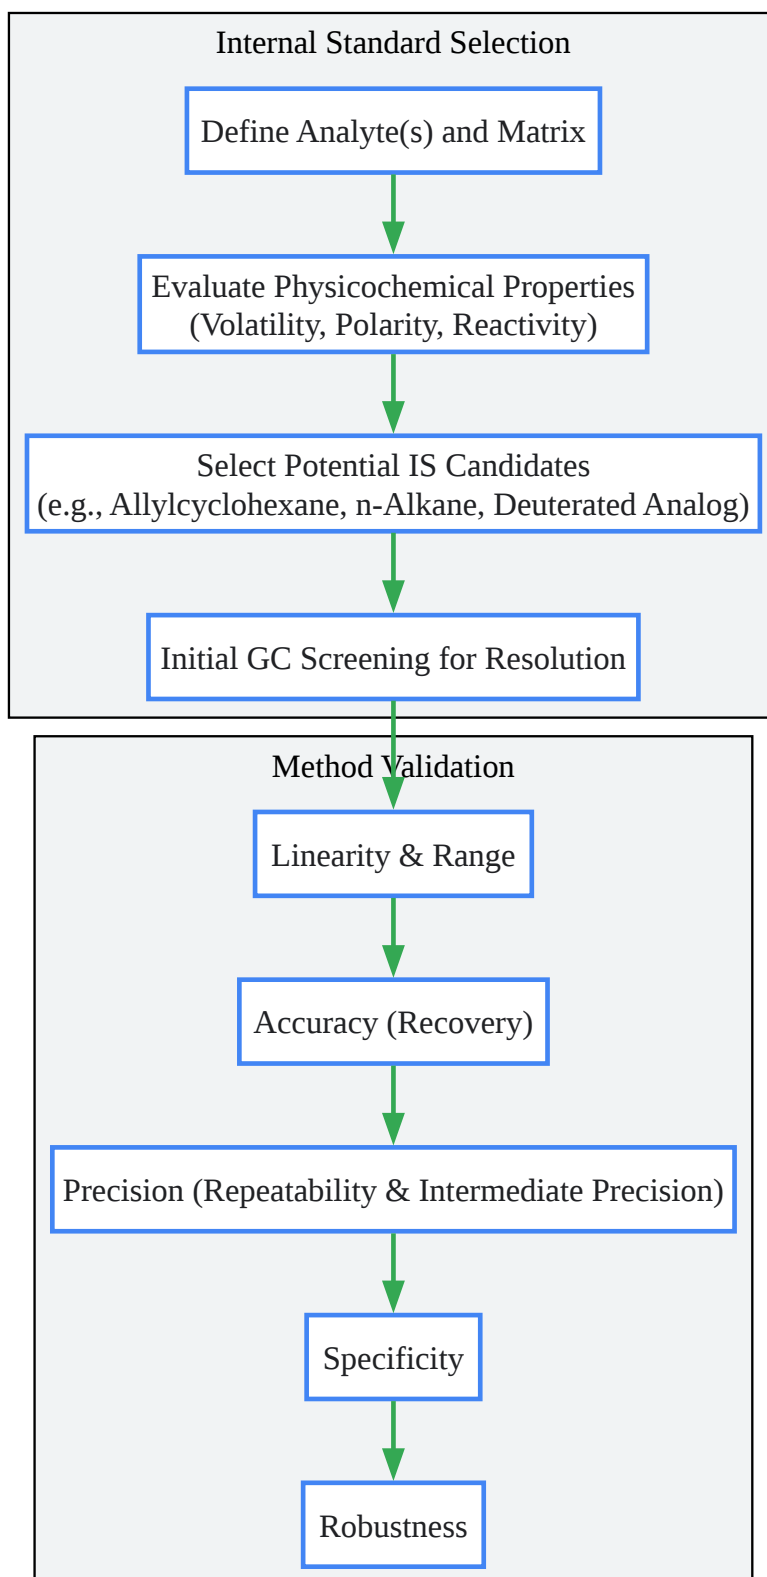 Internal Standard Selection
Define Analyte(s) and Matrix
Evaluate Physicochemical Properties
(Volatility, Polarity, Reactivity)
Select Potential IS Candidates
(e.g., Allylcyclohexane, n-Alkane, Deuterated Analog)
Initial GC Screening for Resolution
Method Validation
Linearity & Range
Accuracy (Recovery)
Precision (Repeatability & Intermediate Precision)
Specificity
Robustness